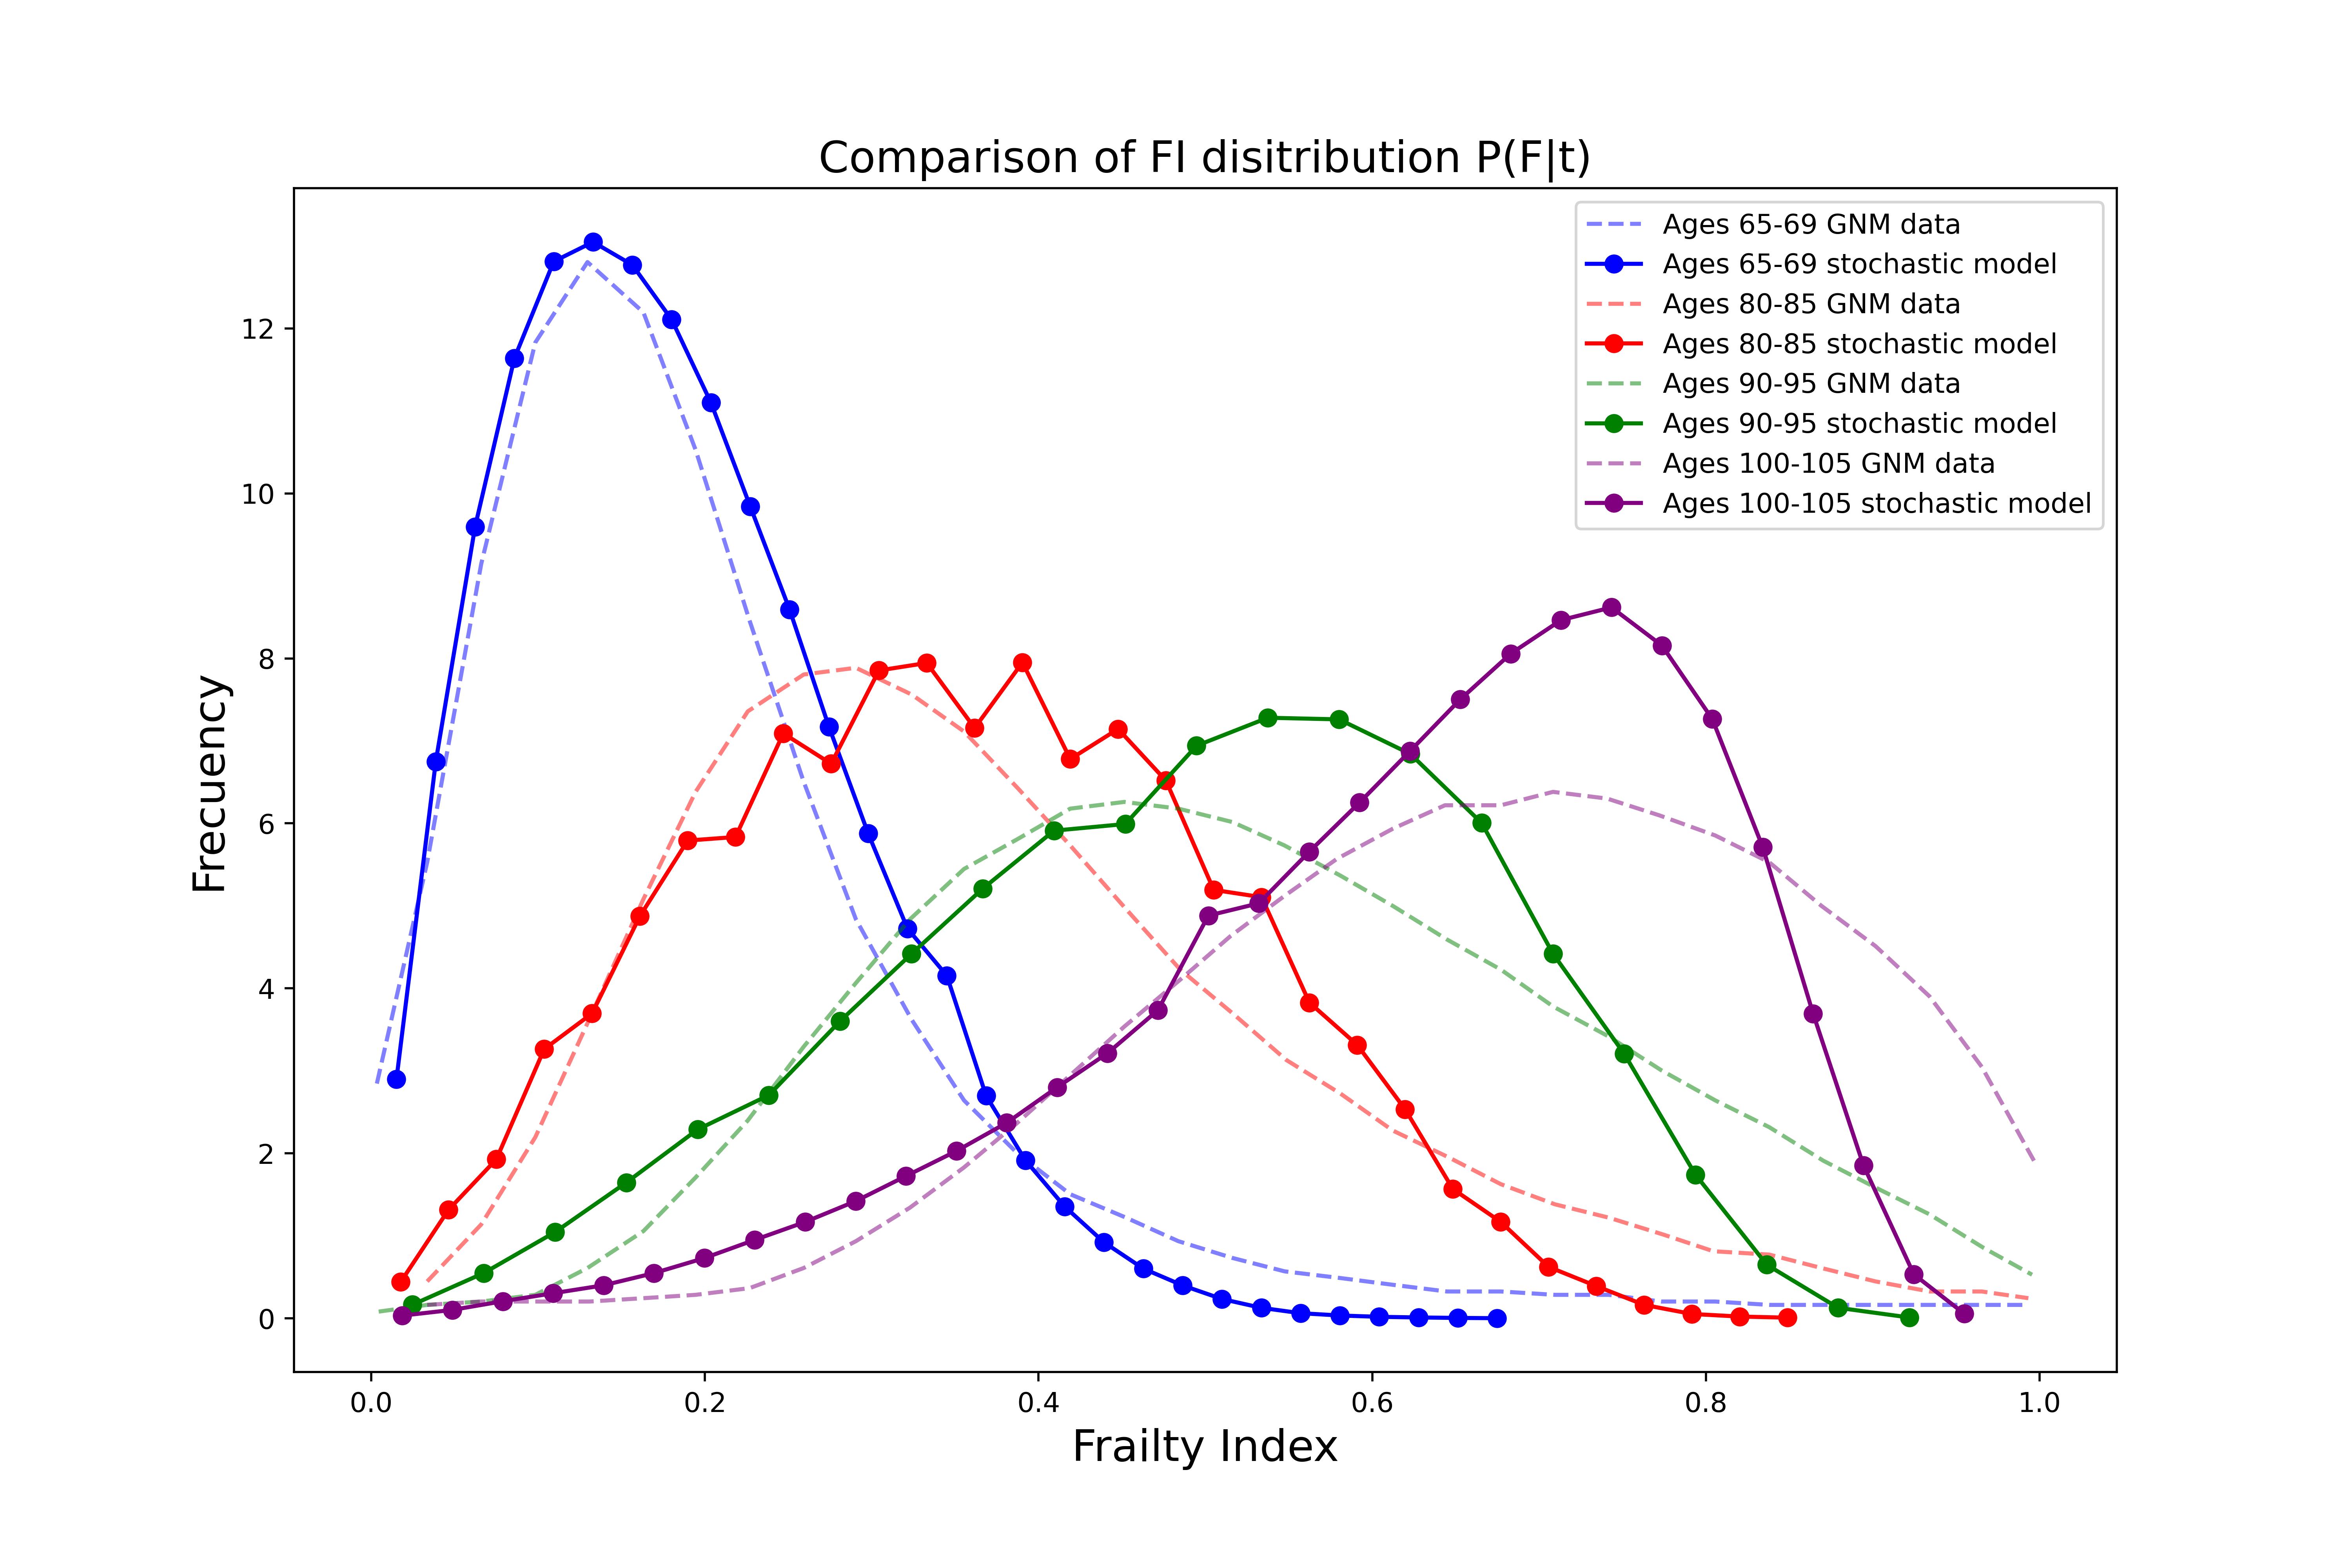 Comparison of FI disitribution P(F|t)
Ages 65-69 GNM data
Ages 65-69 stochastic model
Ages 80-85 GNM data
Ages 80-85 stochastic model
Ages 90-95 GNM data
Ages 90-95 stochastic model
Ages 100-105 GNM data
Ages 100-105 stochastic model
Frecuency
12
10
8
6
4
2
0
0.0 0.2 0.4 0.6 0.8 1.0
Frailty Index